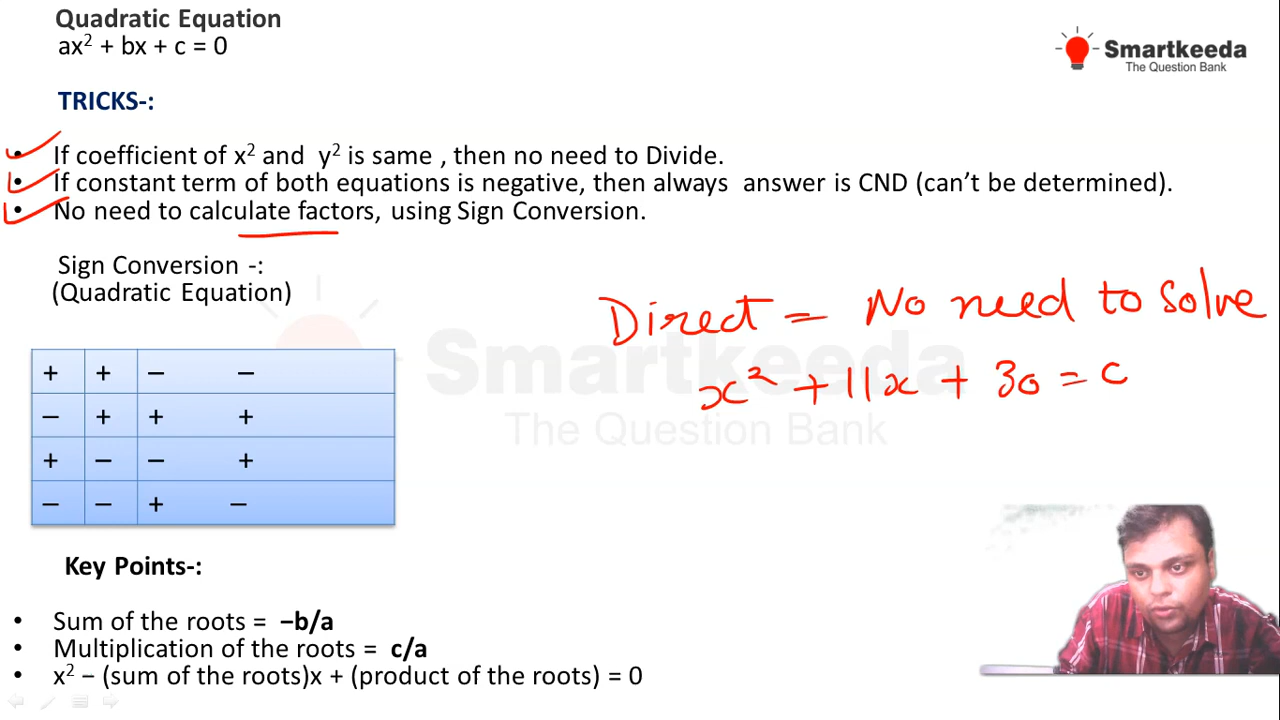 Quadratic Equation
ax² + bx + c = 0
Smartkeeda
The Question Bank
TRICKS-:
• If coefficient of x² and y² is same , then no need to Divide.
• If constant term of both equations is negative, then always answer is CND (can't be determined).
• No need to calculate factors, using Sign Conversion.
Sign Conversion -:
(Quadratic Equation)
Direct = No need to solve
x² + 11x + 30 = c
Smartkeeda
The Question Bank
+ + − −
− + + +
+ − − +
− − + −
Key Points-:
• Sum of the roots = −b/a
• Multiplication of the roots = c/a
• x² − (sum of the roots)x + (product of the roots) = 0